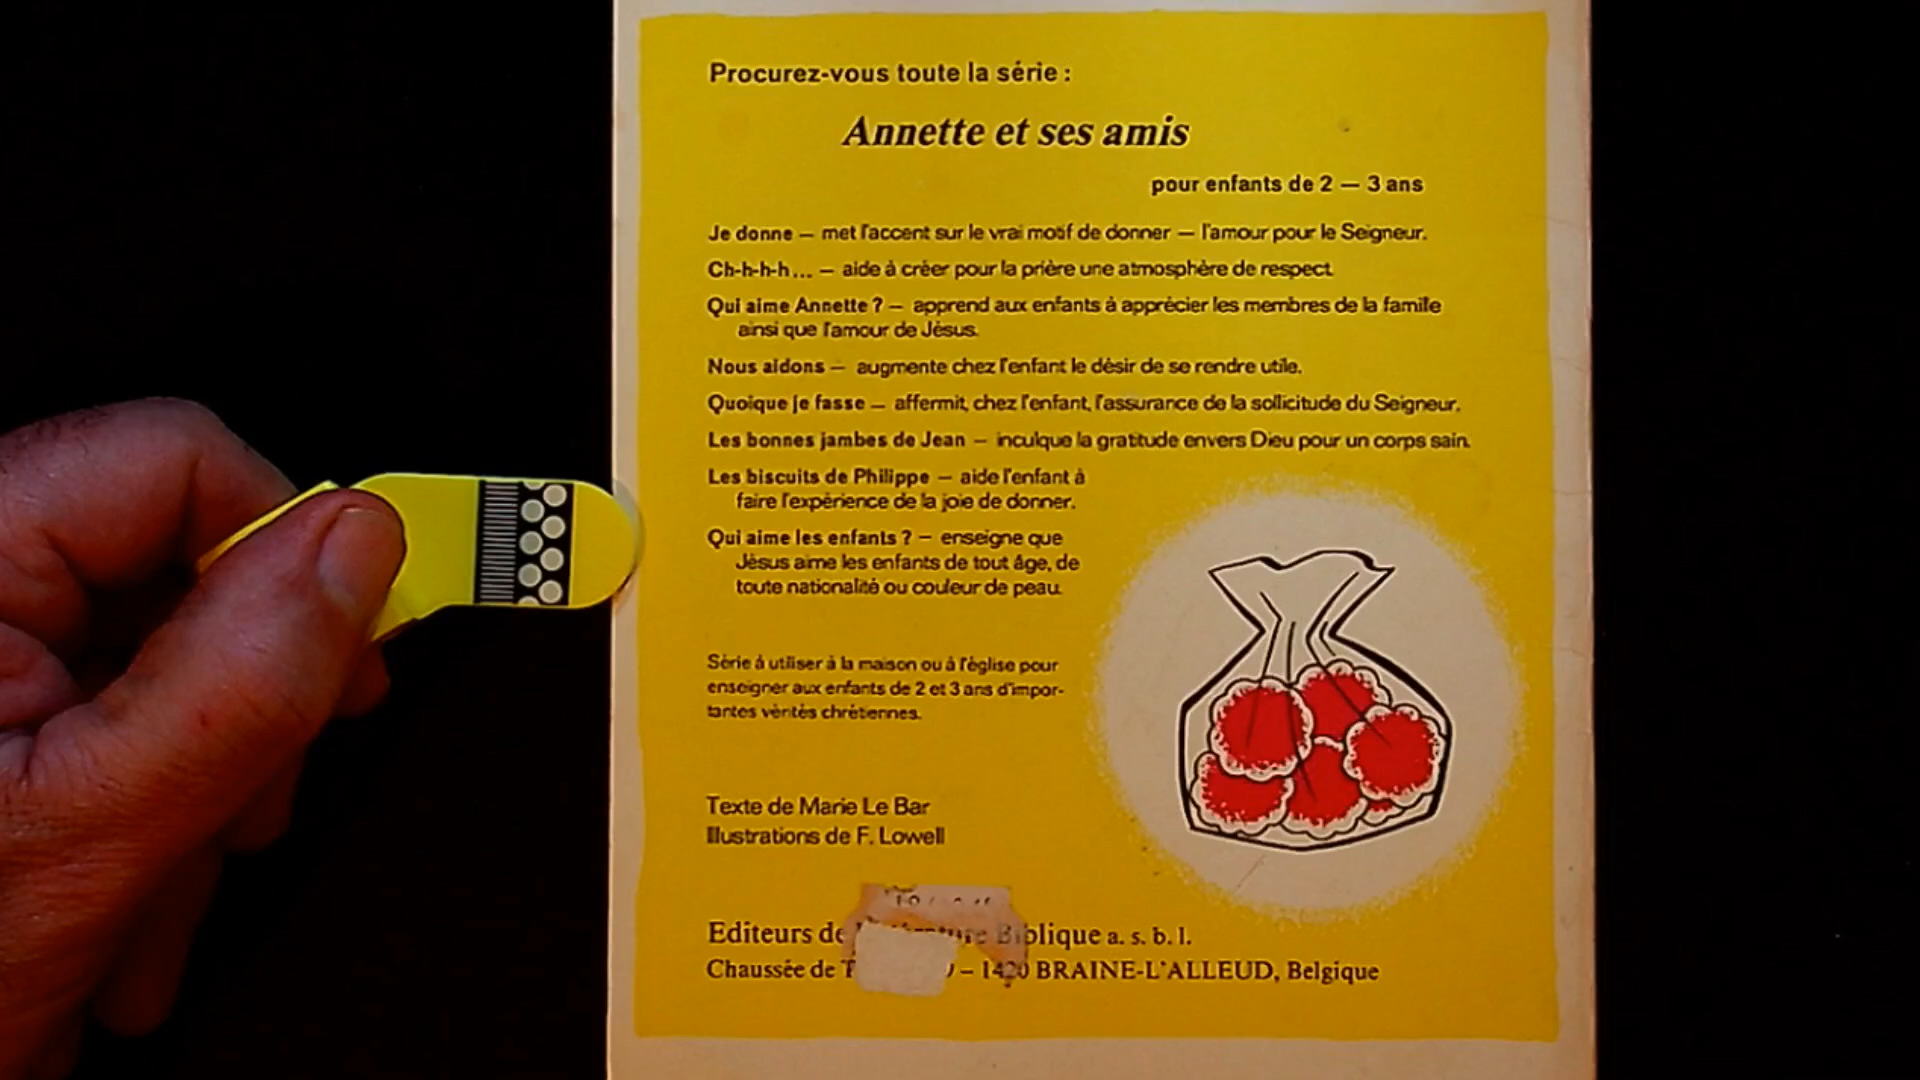 Procurez-vous toute la série :
Annette et ses amis
pour enfants de 2 — 3 ans
Je donne — met l'accent sur le vrai motif de donner — l'amour pour le Seigneur.
Ch-h-h-h... — aide à créer pour la prière une atmosphère de respect.
Qui aime Annette ? — apprend aux enfants à apprécier les membres de la famille
ainsi que l'amour de Jésus.
Nous aidons — augmente chez l'enfant le désir de se rendre utile.
Quoique je fasse — affermit, chez l'enfant, l'assurance de la sollicitude du Seigneur.
Les bonnes jambes de Jean — inculque la gratitude envers Dieu pour un corps sain.
Les biscuits de Philippe — aide l'enfant à
faire l'expérience de la joie de donner.
Qui aime les enfants ? — enseigne que
Jésus aime les enfants de tout âge, de
toute nationalité ou couleur de peau.
Série à utiliser à la maison ou à l'église pour
enseigner aux enfants de 2 et 3 ans d'impor-
tantes vérités chrétiennes.
Texte de Marie Le Bar
Illustrations de F. Lowell
Editeurs de Biblique a. s. b. l.
Chaussée de – 1420 BRAINE-L'ALLEUD, Belgique